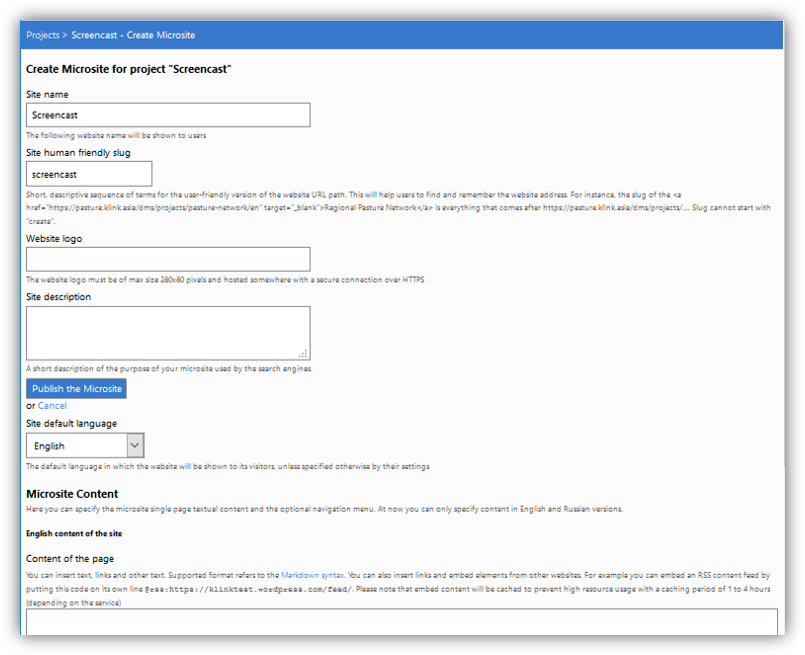 Projects > Screencast - Create Microsite
Create Microsite for project "Screencast"
Site name
Screencast
The following website name will be shown to users
Site human friendly slug
screencast
Short, descriptive sequence of terms for the user-friendly version of the website URL path. This will help users to find and remember the website address. For instance, the slug of the <a
href="https://pasture.klink.asia/dms/projects/pasture-network/en" target="_blank">Regional Pasture Network</a> is everything that comes after https://pasture.klink.asia/dms/projects/.... Slug cannot start with
"create".
Website logo
The website logo must be of max size 280x80 pixels and hosted somewhere with a secure connection over HTTPS
Site description
A short description of the purpose of your microsite used by the search engines.
Publish the Microsite
or Cancel
Site default language
English
The default language in which the website will be shown to its visitors, unless specified otherwise by their settings
Microsite Content
Here you can specify the microsite single page textual content and the optional navigation menu. At now you can only specify content in English and Russian versions.
English content of the site
Content of the page
You can insert text, links and other text. Supported format refers to the Markdown syntax. You can also insert links and embed elements from other websites. For example you can embed an RSS content feed by
putting this code on its own line @rss:https://klinktest.wordpress.com/feed/. Please note that embed content will be cached to prevent high resource usage with a caching period of 1 to 4 hours
(depending on the service)